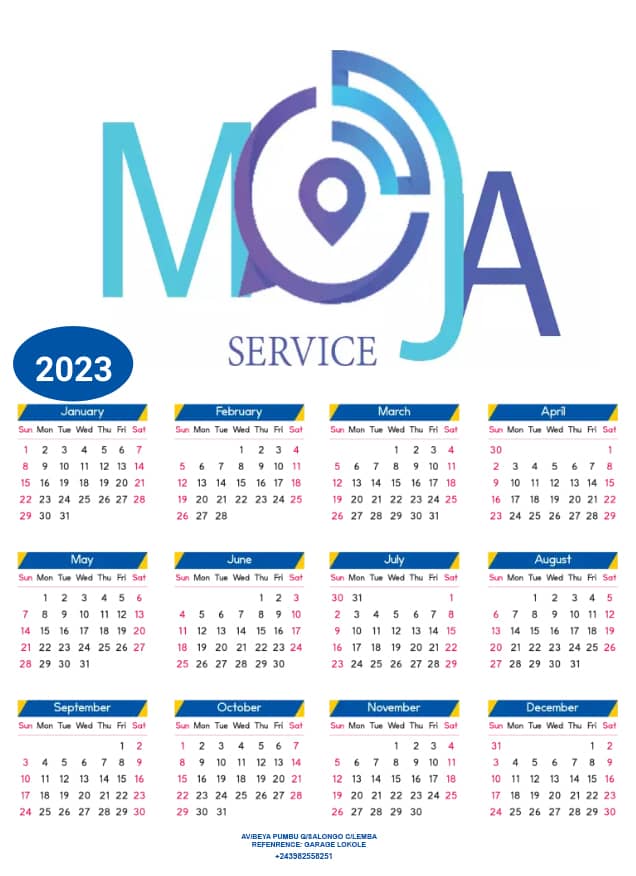 MOJA
SERVICE
2023
January February March April
Sun Mon Tue Wed Thu Fri Sat Sun Mon Tue Wed Thu Fri Sat Sun Mon Tue Wed Thu Fri Sat Sun Mon Tue Wed Thu Fri Sat
1 2 3 4 5 6 7 1 2 3 4 1 2 3 4 30 1
8 9 10 11 12 13 14 5 6 7 8 9 10 11 5 6 7 8 9 10 11 2 3 4 5 6 7 8
15 16 17 18 19 20 21 12 13 14 15 16 17 18 12 13 14 15 16 17 18 9 10 11 12 13 14 15
22 23 24 25 26 27 28 19 20 21 22 23 24 25 19 20 21 22 23 24 25 16 17 18 19 20 21 22
29 30 31 26 27 28 26 27 28 29 30 31 23 24 25 26 27 28 29
May June July August
Sun Mon Tue Wed Thu Fri Sat Sun Mon Tue Wed Thu Fri Sat Sun Mon Tue Wed Thu Fri Sat Sun Mon Tue Wed Thu Fri Sat
1 2 3 4 5 6 1 2 3 30 31 1 1 2 3 4 5
7 8 9 10 11 12 13 4 5 6 7 8 9 10 2 3 4 5 6 7 8 6 7 8 9 10 11 12
14 15 16 17 18 19 20 11 12 13 14 15 16 17 9 10 11 12 13 14 15 13 14 15 16 17 18 19
21 22 23 24 25 26 27 18 19 20 21 22 23 24 16 17 18 19 20 21 22 20 21 22 23 24 25 26
28 29 30 31 25 26 27 28 29 30 23 24 25 26 27 28 29 27 28 29 30 31
September October November December
Sun Mon Tue Wed Thu Fri Sat Sun Mon Tue Wed Thu Fri Sat Sun Mon Tue Wed Thu Fri Sat Sun Mon Tue Wed Thu Fri Sat
1 2 1 2 3 4 5 6 7 1 2 3 4 31 1 2
3 4 5 6 7 8 9 8 9 10 11 12 13 14 5 6 7 8 9 10 11 3 4 5 6 7 8 9
10 11 12 13 14 15 16 15 16 17 18 19 20 21 12 13 14 15 16 17 18 10 11 12 13 14 15 16
17 18 19 20 21 22 23 22 23 24 25 26 27 28 19 20 21 22 23 24 25 17 18 19 20 21 22 23
24 25 26 27 28 29 30 29 30 31 26 27 28 29 30 24 25 26 27 28 29 30
AV/BEYA PUMBU Q/SALONGO C/LEMBA
REFENRENCE: GARAGE LOKOLE
+243982558251